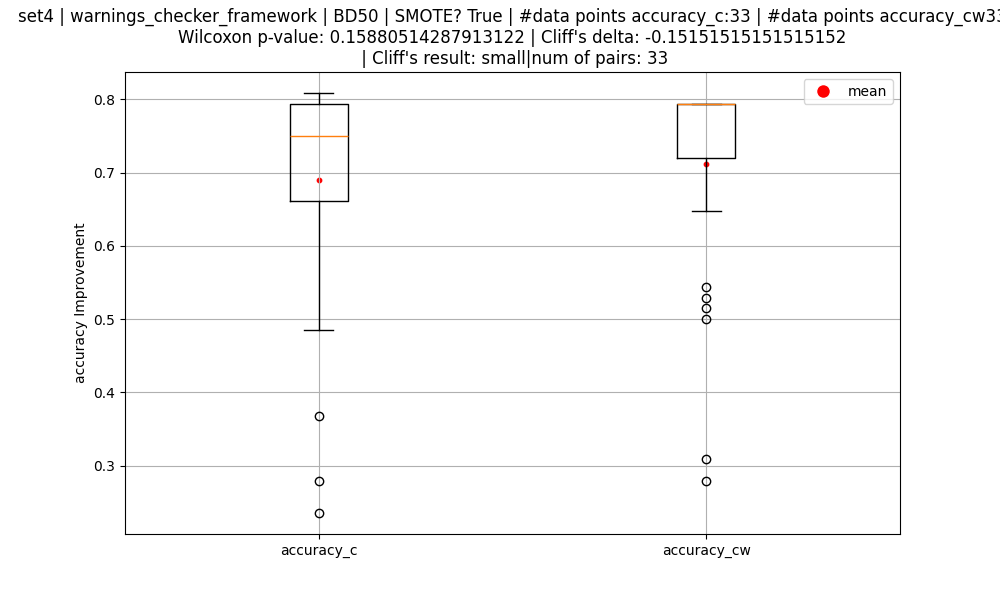 set4 | warnings_checker_framework | BD50 | SMOTE? True | #data points accuracy_c:33 | #data points accuracy_cw33
Wilcoxon p-value: 0.15880514287913122 | Cliff's delta: -0.15151515151515152
| Cliff's result: small|num of pairs: 33
mean
0.8
0.7
0.6
0.5
0.4
0.3
accuracy Improvement
accuracy_c
accuracy_cw